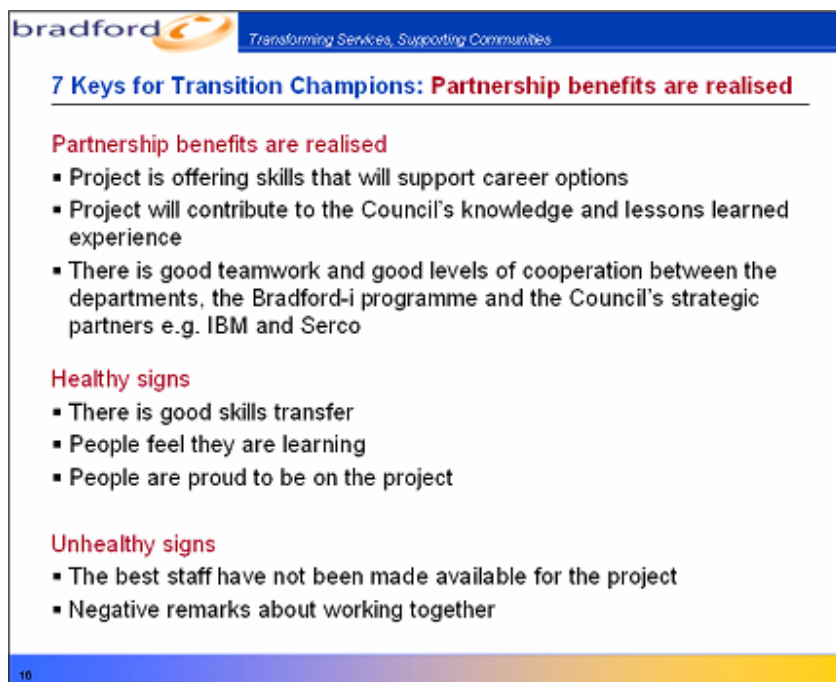 bradford
Transforming Services, Supporting Communities
7 Keys for Transition Champions: Partnership benefits are realised
Partnership benefits are realised
▪ Project is offering skills that will support career options
▪ Project will contribute to the Council's knowledge and lessons learned
experience
▪ There is good teamwork and good levels of cooperation between the
departments, the Bradford-i programme and the Council's strategic
partners e.g. IBM and Serco
Healthy signs
▪ There is good skills transfer
▪ People feel they are learning
▪ People are proud to be on the project
Unhealthy signs
▪ The best staff have not been made available for the project
▪ Negative remarks about working together